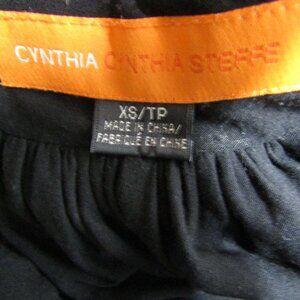 CYNTHIA CYNTHIA STEFFE
XS/TP
MADE IN CHINA/
FABRIQUÉ EN CHINE